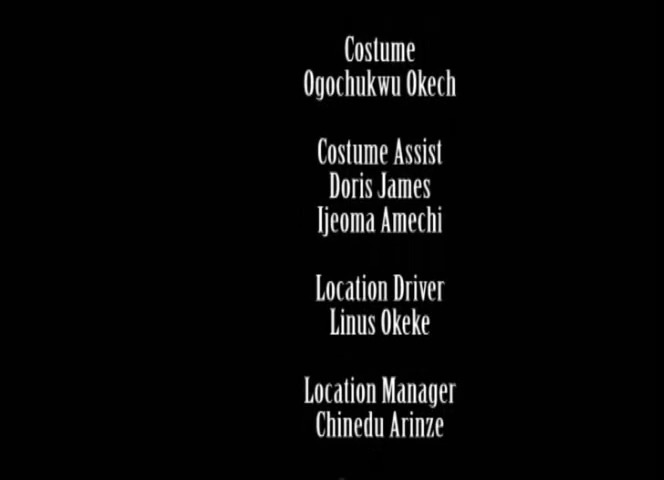 Costume
Ogochukwu Okech
Costume Assist
Doris James
Ijeoma Amechi
Location Driver
Linus Okeke
Location Manager
Chinedu Arinze